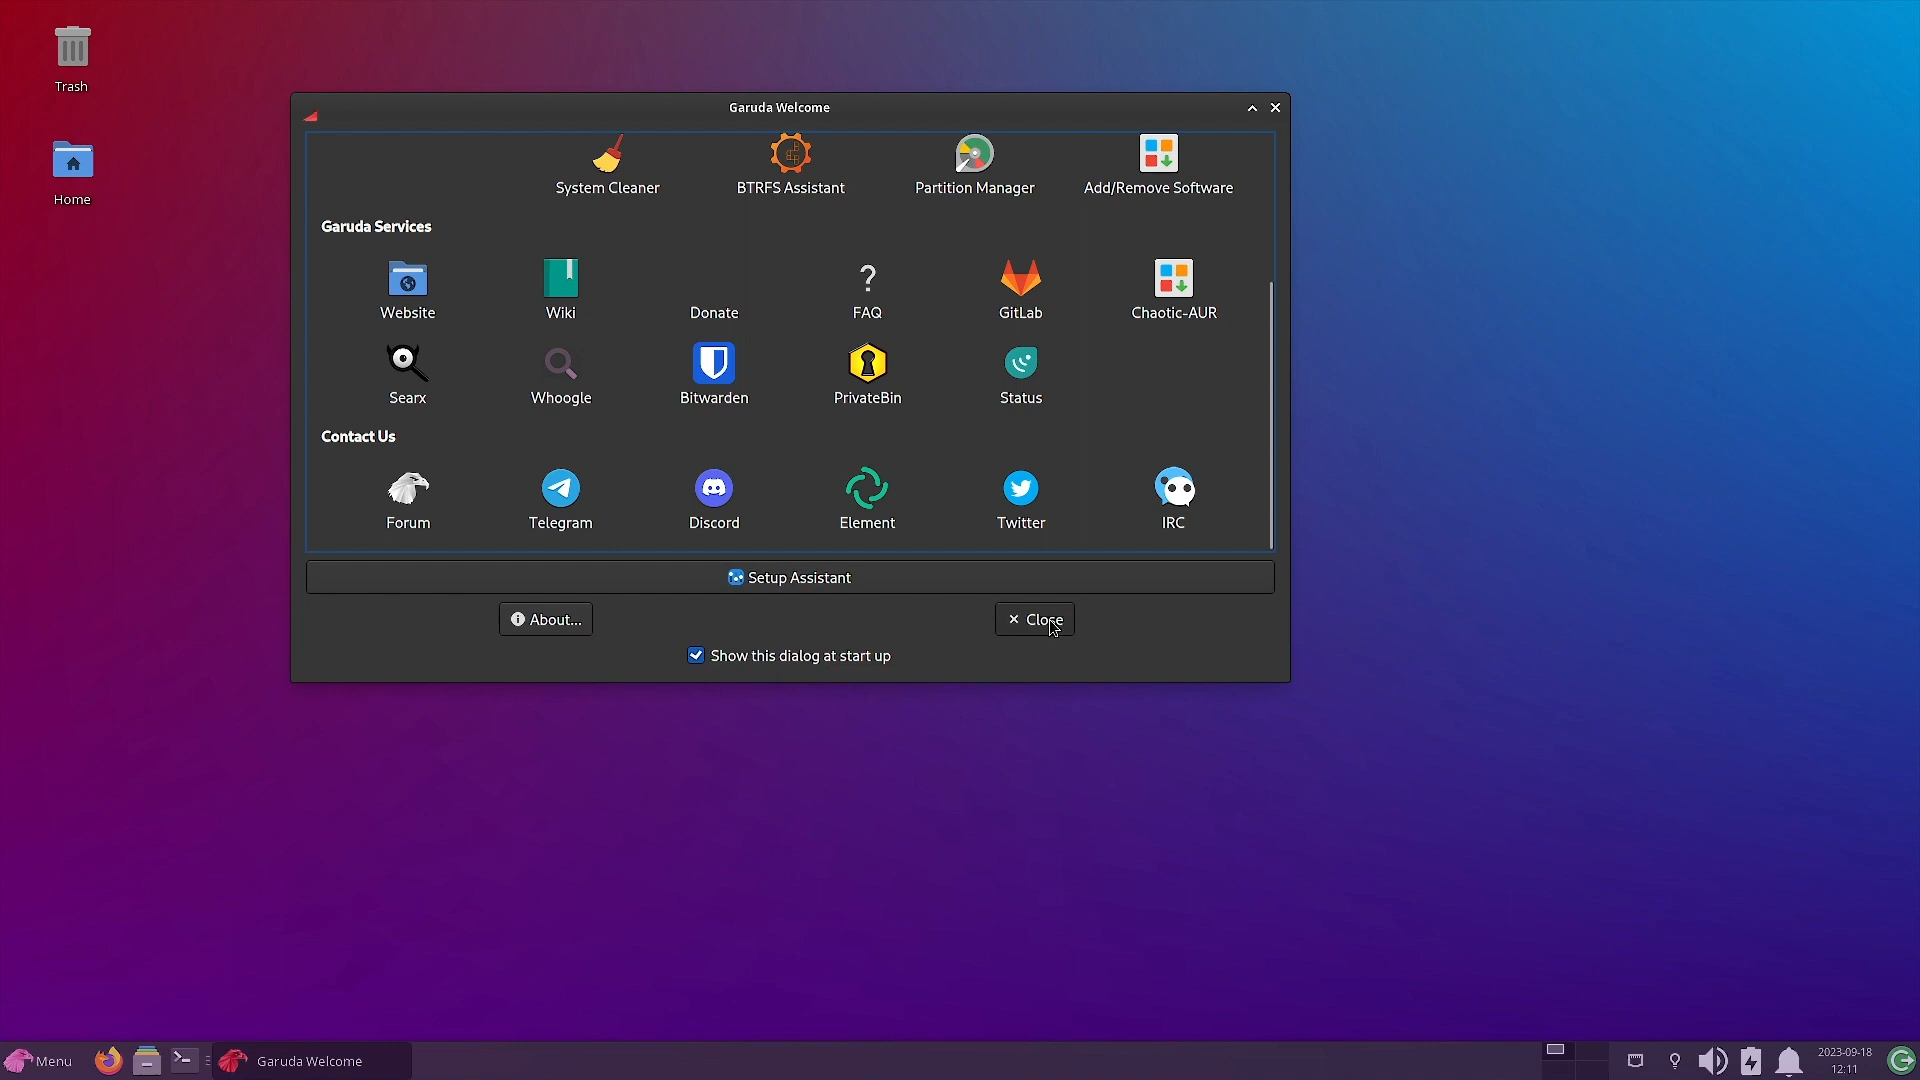 Trash
Home
Garuda Welcome
System Cleaner
BTRFS Assistant
Partition Manager
Add/Remove Software
Garuda Services
Website
Wiki
Donate
? FAQ
GitLab
Chaotic-AUR
Searx
Whoogle
Bitwarden
PrivateBin
Status
Contact Us
Forum
Telegram
Discord
Element
Twitter
IRC
Setup Assistant
About...
Close
Show this dialog at start up
Menu
Garuda Welcome
2023-09-18
12:11